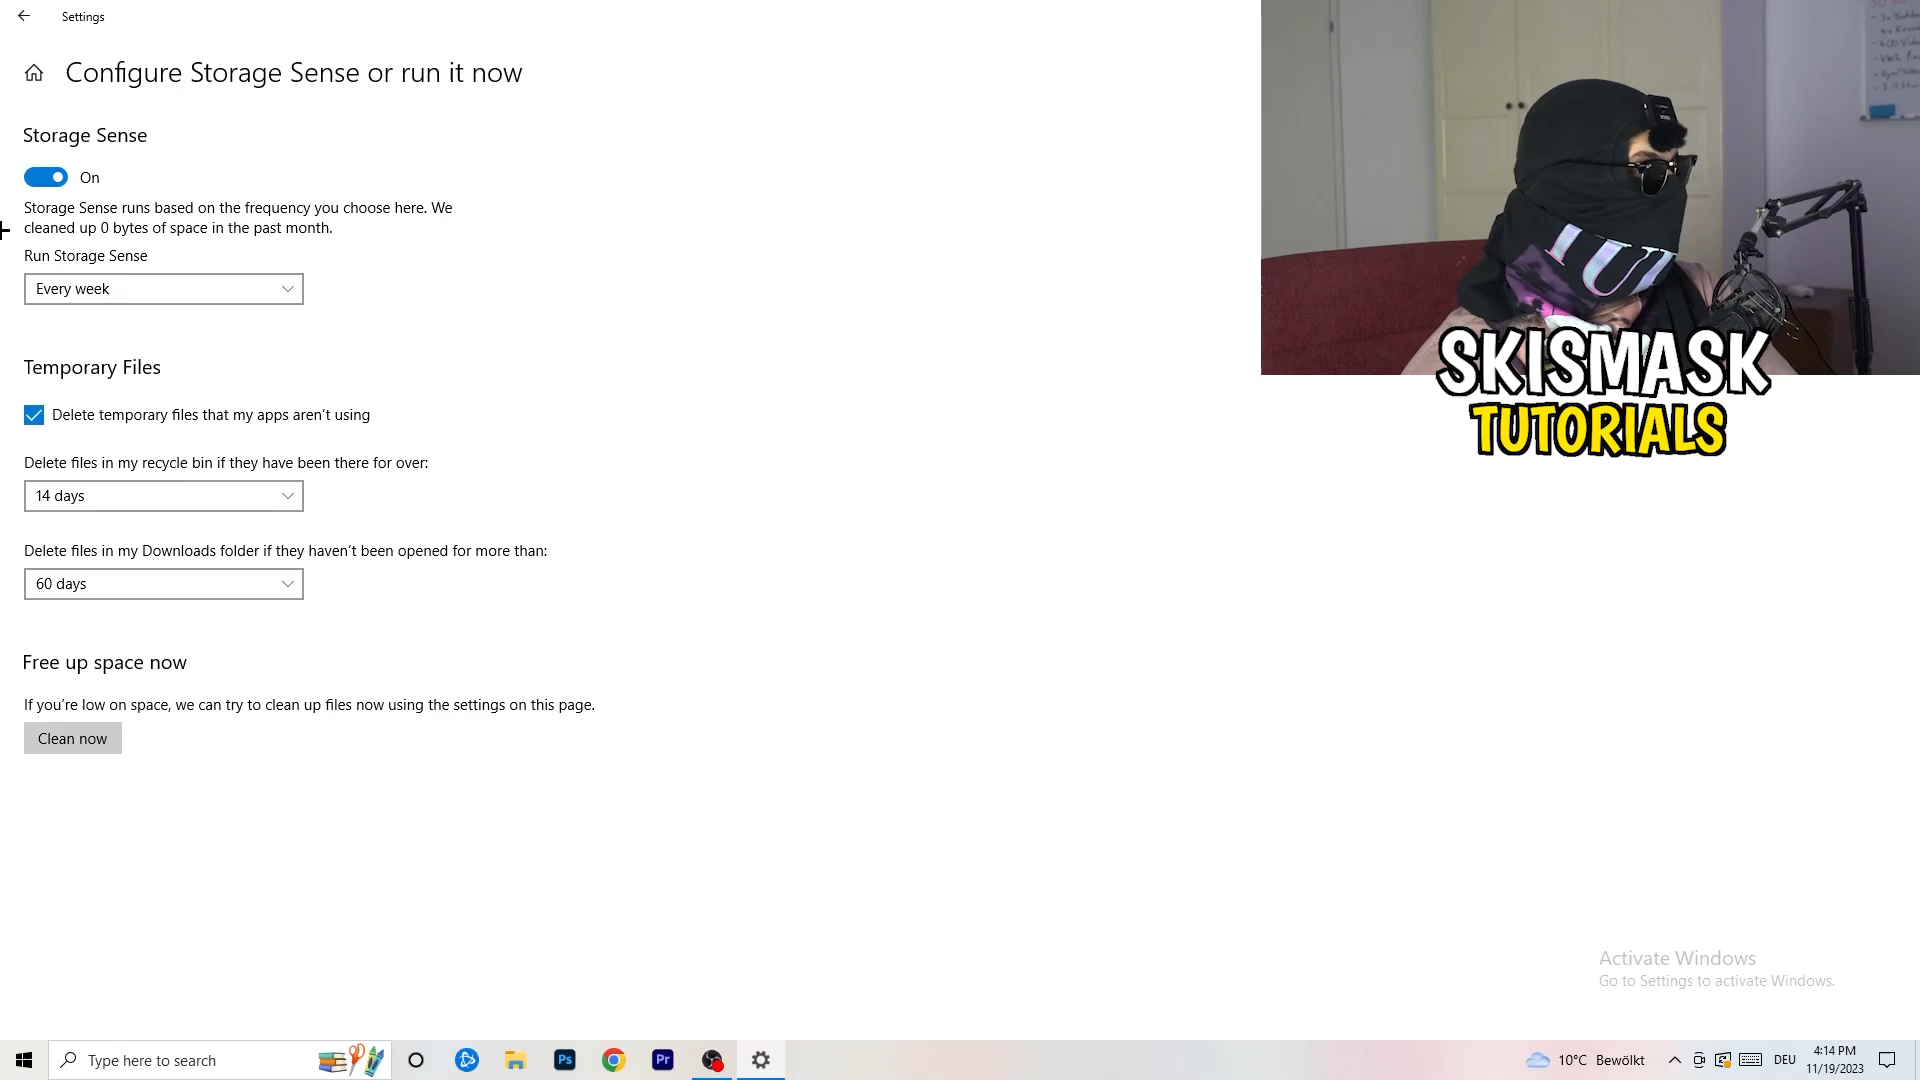 Settings
Configure Storage Sense or run it now
Storage Sense
On
Storage Sense runs based on the frequency you choose here. We
cleaned up 0 bytes of space in the past month.
Run Storage Sense
Every week
Temporary Files
Delete temporary files that my apps aren't using
Delete files in my recycle bin if they have been there for over:
14 days
Delete files in my Downloads folder if they haven't been opened for more than:
60 days
Free up space now
If you're low on space, we can try to clean up files now using the settings on this page.
Clean now
SKISMASK
TUTORIALS
Activate Windows
Go to Settings to activate Windows.
Type here to search
Ps
Pr
10°C Bewölkt
DEU
4:14 PM
11/19/2023